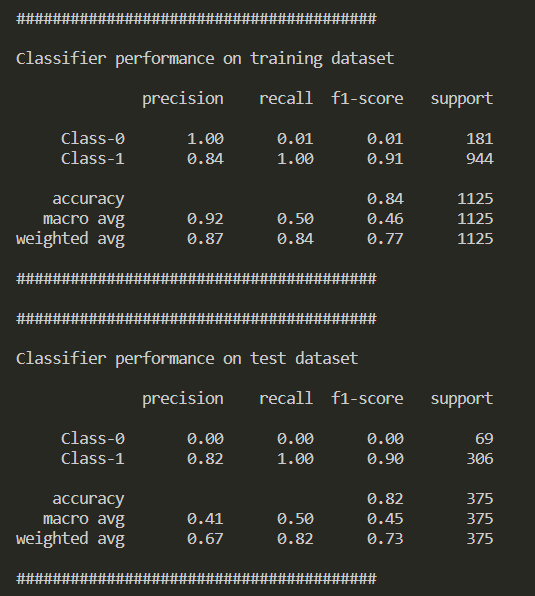 ########################################
Classifier performance on training dataset
precision recall f1-score support
Class-0 1.00 0.01 0.01 181
Class-1 0.84 1.00 0.91 944
accuracy 0.84 1125
macro avg 0.92 0.50 0.46 1125
weighted avg 0.87 0.84 0.77 1125
########################################
########################################
Classifier performance on test dataset
precision recall f1-score support
Class-0 0.00 0.00 0.00 69
Class-1 0.82 1.00 0.90 306
accuracy 0.82 375
macro avg 0.41 0.50 0.45 375
weighted avg 0.67 0.82 0.73 375
########################################